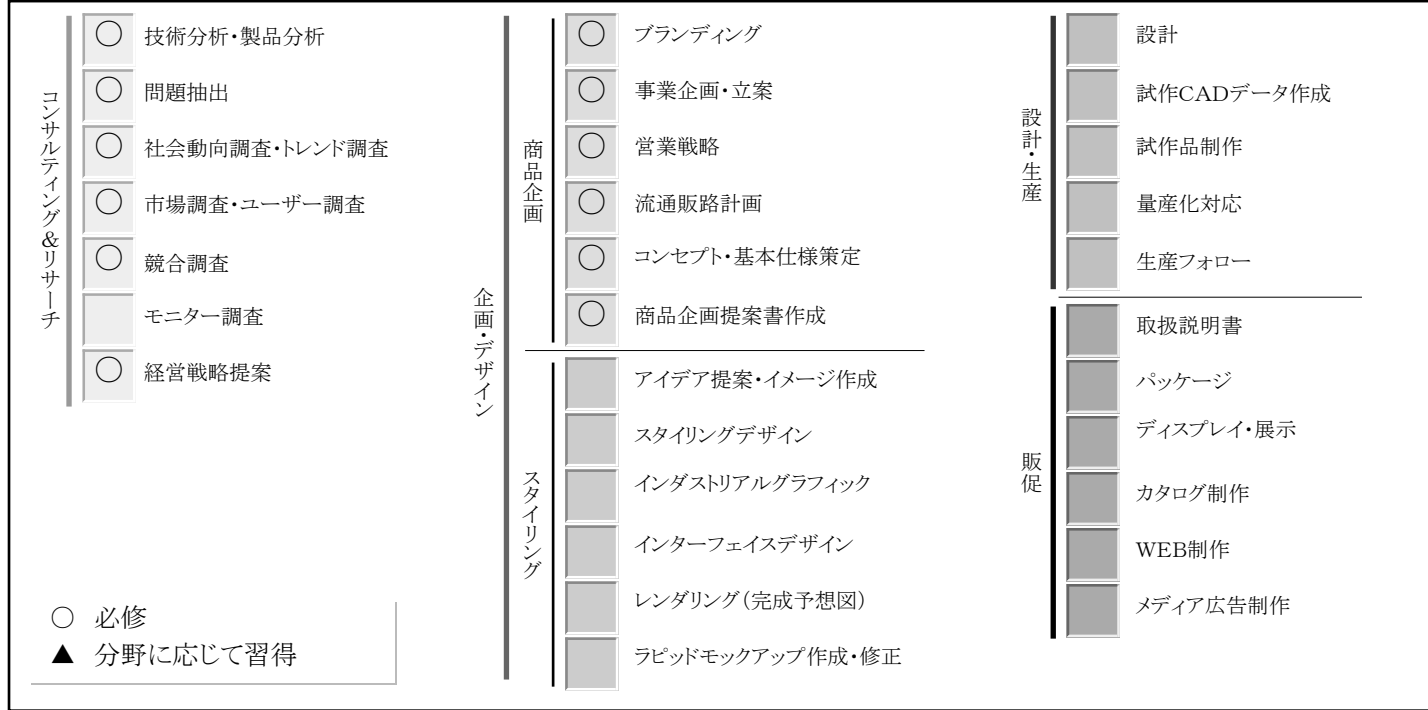 コンサルティング&リサーチ
○ 技術分析・製品分析
○ 問題抽出
○ 社会動向調査・トレンド調査
○ 市場調査・ユーザー調査
○ 競合調査
モニター調査
○ 経営戦略提案
企画・デザイン
商品企画
○ ブランディング
○ 事業企画・立案
○ 営業戦略
○ 流通販路計画
○ コンセプト・基本仕様策定
○ 商品企画提案書作成
スタイリング
アイデア提案・イメージ作成
スタイリングデザイン
インダストリアルグラフィック
インターフェイスデザイン
レンダリング(完成予想図)
ラピッドモックアップ作成・修正
設計・生産
設計
試作CADデータ作成
試作品制作
量産化対応
生産フォロー
販促
取扱説明書
パッケージ
ディスプレイ・展示
カタログ制作
WEB制作
メディア広告制作
○ 必修
▲ 分野に応じて習得